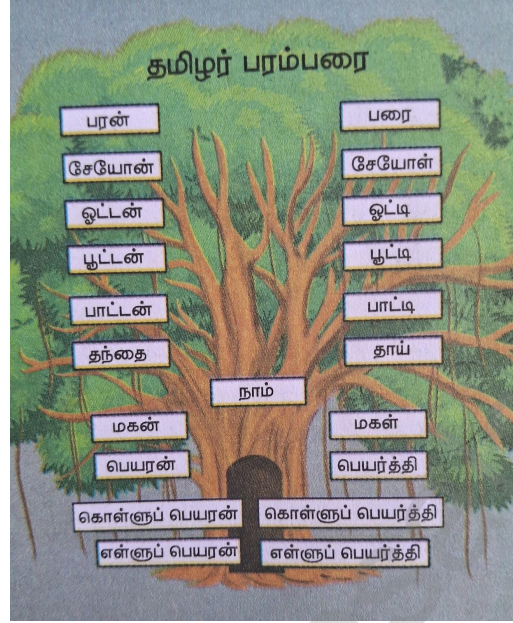 தமிழர் பரம்பரை
பரன் பரை
சேயோன் சேயோள்
ஓட்டன் ஓட்டி
பூட்டன் பூட்டி
பாட்டன் பாட்டி
தந்தை தாய்
நாம்
மகன் மகள்
பெயரன் பெயர்த்தி
கொள்ளுப் பெயரன் கொள்ளுப் பெயர்த்தி
எள்ளுப் பெயரன் எள்ளுப் பெயர்த்தி